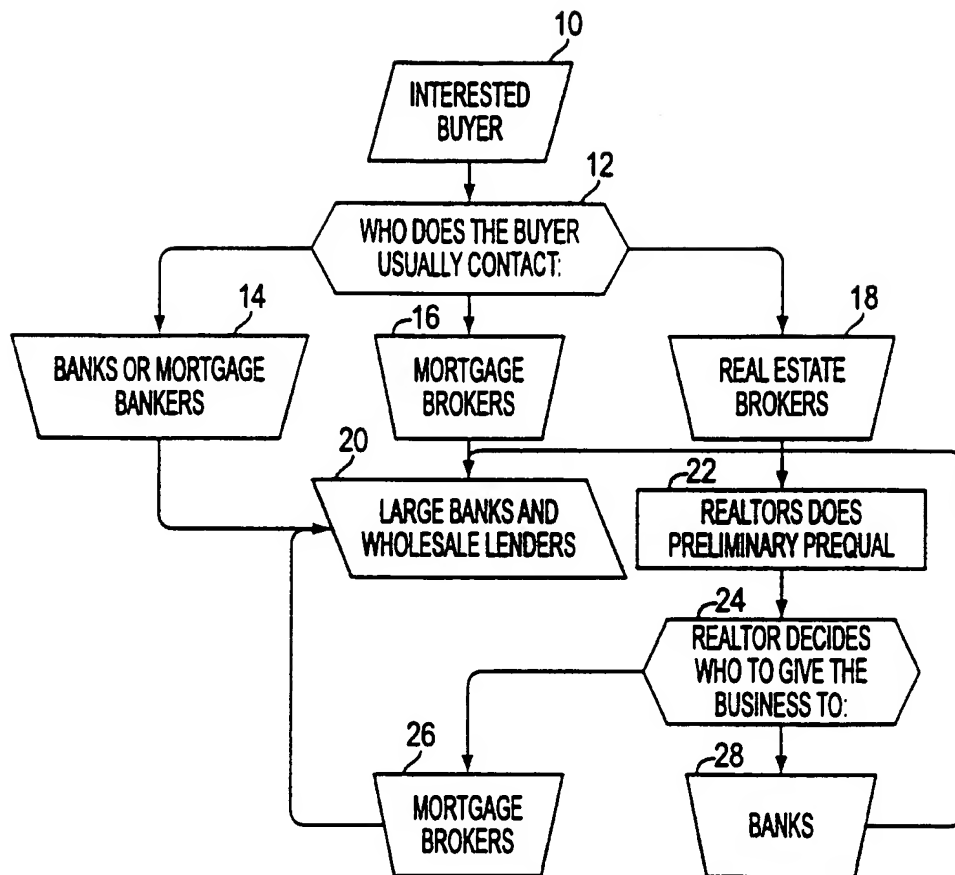 10
INTERESTED
BUYER
12
WHO DOES THE BUYER
USUALLY CONTACT:
14
BANKS OR MORTGAGE
BANKERS
16
MORTGAGE
BROKERS
18
REAL ESTATE
BROKERS
20
LARGE BANKS AND
WHOLESALE LENDERS
22
REALTORS DOES
PRELIMINARY PREQUAL
24
REALTOR DECIDES
WHO TO GIVE THE
BUSINESS TO:
26
MORTGAGE
BROKERS
28
BANKS